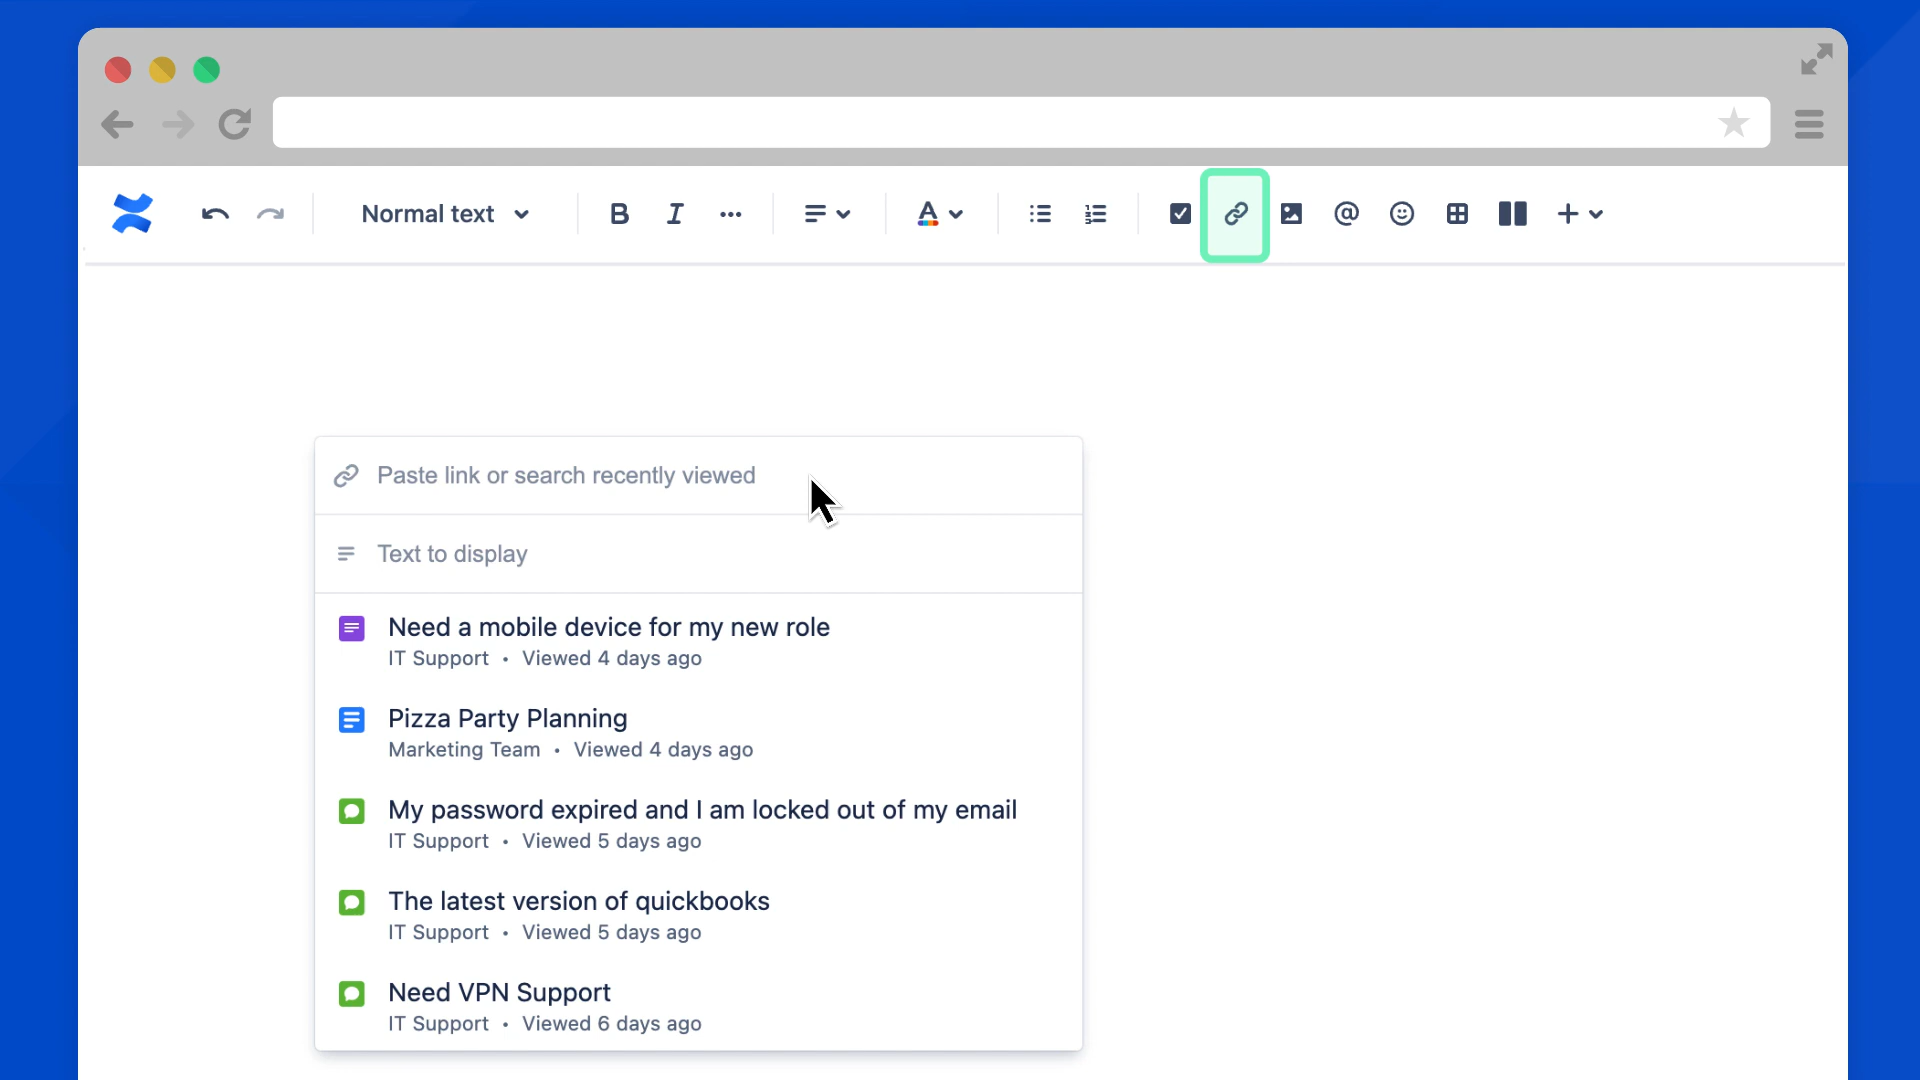 Normal text
Paste link or search recently viewed
Text to display
Need a mobile device for my new role
IT Support • Viewed 4 days ago
Pizza Party Planning
Marketing Team • Viewed 4 days ago
My password expired and I am locked out of my email
IT Support • Viewed 5 days ago
The latest version of quickbooks
IT Support • Viewed 5 days ago
Need VPN Support
IT Support • Viewed 6 days ago